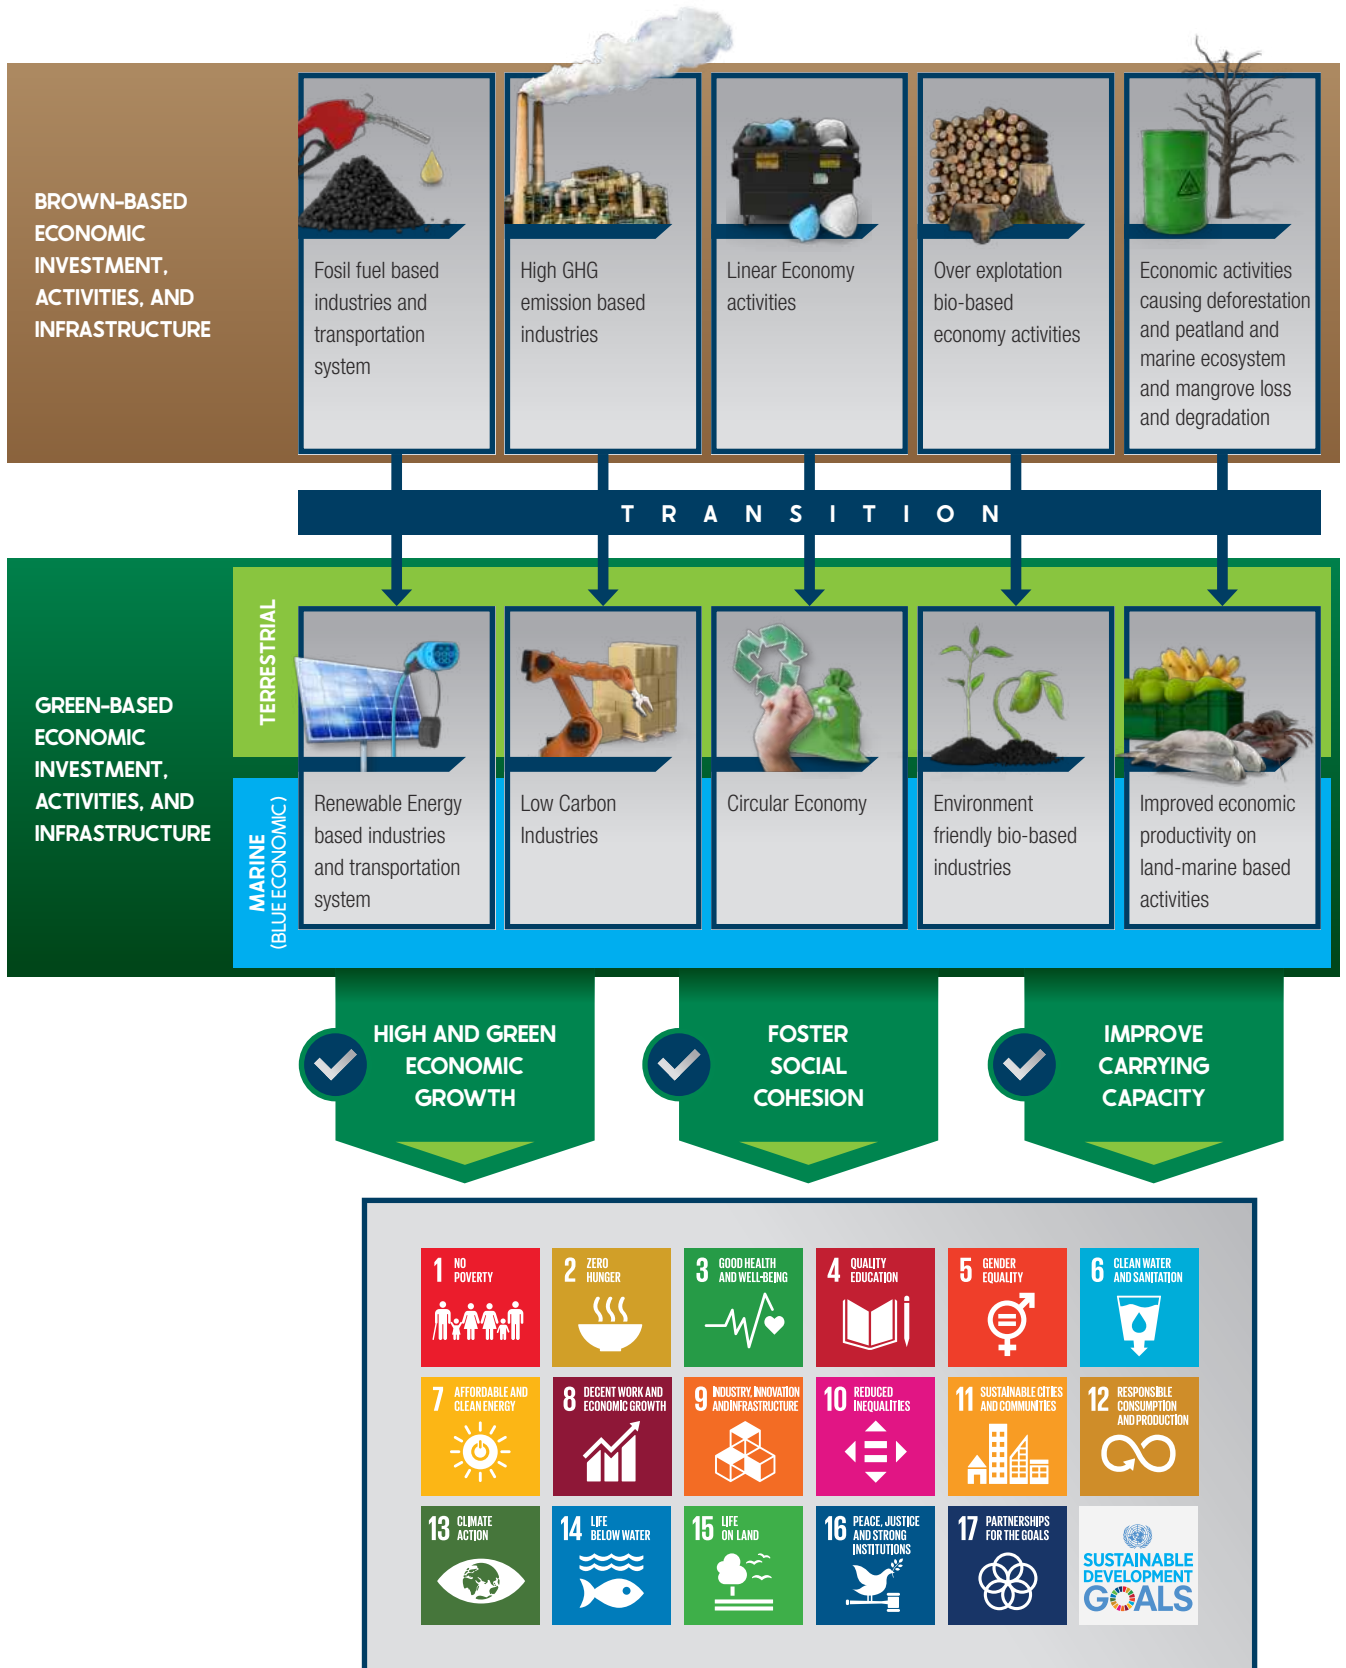 BROWN-BASED
ECONOMIC
INVESTMENT,
ACTIVITIES, AND
INFRASTRUCTURE
Fosil fuel based
industries and
transportation
system
High GHG
emission based
industries
Linear Economy
activities
Over explotation
bio-based
economy activities
Economic activities
causing deforestation
and peatland and
marine ecosystem
and mangrove loss
and degradation
TRANSITION
GREEN-BASED
ECONOMIC
INVESTMENT,
ACTIVITIES, AND
INFRASTRUCTURE
TERRESTRIAL
MARINE
(BLUE ECONOMIC)
Renewable Energy
based industries
and transportation
system
Low Carbon
Industries
Circular Economy
Environment
friendly bio-based
industries
Improved economic
productivity on
land-marine based
activities
HIGH AND GREEN
ECONOMIC
GROWTH
FOSTER
SOCIAL
COHESION
IMPROVE
CARRYING
CAPACITY
1 NO
POVERTY
2 ZERO
HUNGER
3 GOOD HEALTH
AND WELL-BEING
4 QUALITY
EDUCATION
5 GENDER
EQUALITY
6 CLEAN WATER
AND SANITATION
7 AFFORDABLE AND
CLEAN ENERGY
8 DECENT WORK AND
ECONOMIC GROWTH
9 INDUSTRY, INNOVATION
AND INFRASTRUCTURE
10 REDUCED
INEQUALITIES
11 SUSTAINABLE CITIES
AND COMMUNITIES
12 RESPONSIBLE
CONSUMPTION
AND PRODUCTION
13 CLIMATE
ACTION
14 LIFE
BELOW WATER
15 LIFE
ON LAND
16 PEACE, JUSTICE
AND STRONG
INSTITUTIONS
17 PARTNERSHIPS
FOR THE GOALS
SUSTAINABLE
DEVELOPMENT
GOALS